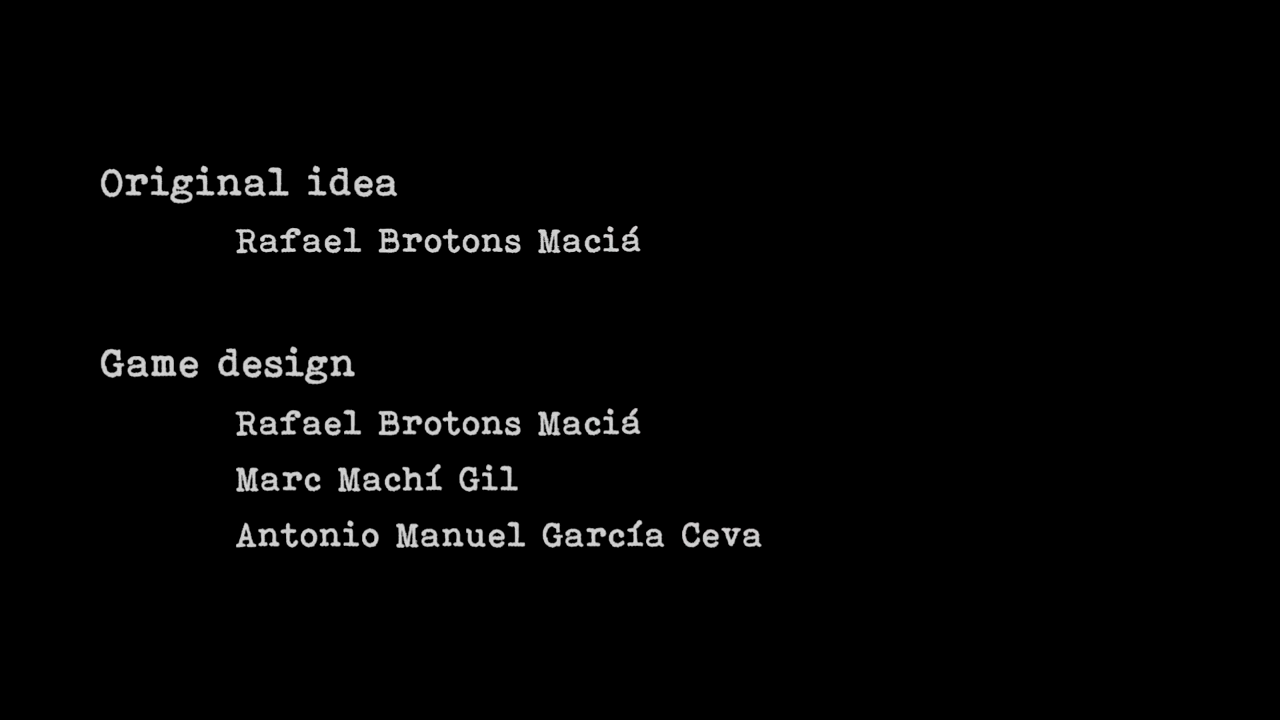 Original idea
Rafael Brotons Maciá
Game design
Rafael Brotons Maciá
Marc Machí Gil
Antonio Manuel García Ceva